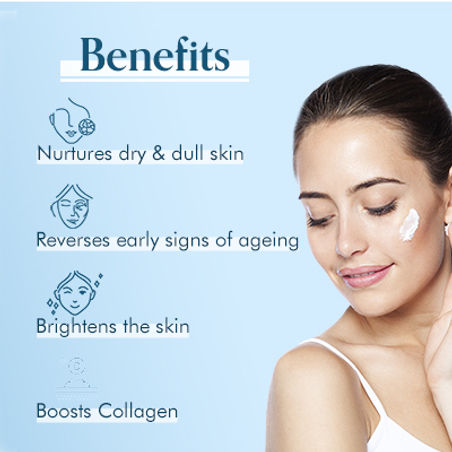 Benefits
Nurtures dry & dull skin
Reverses early signs of ageing
Brightens the skin
Boosts Collagen